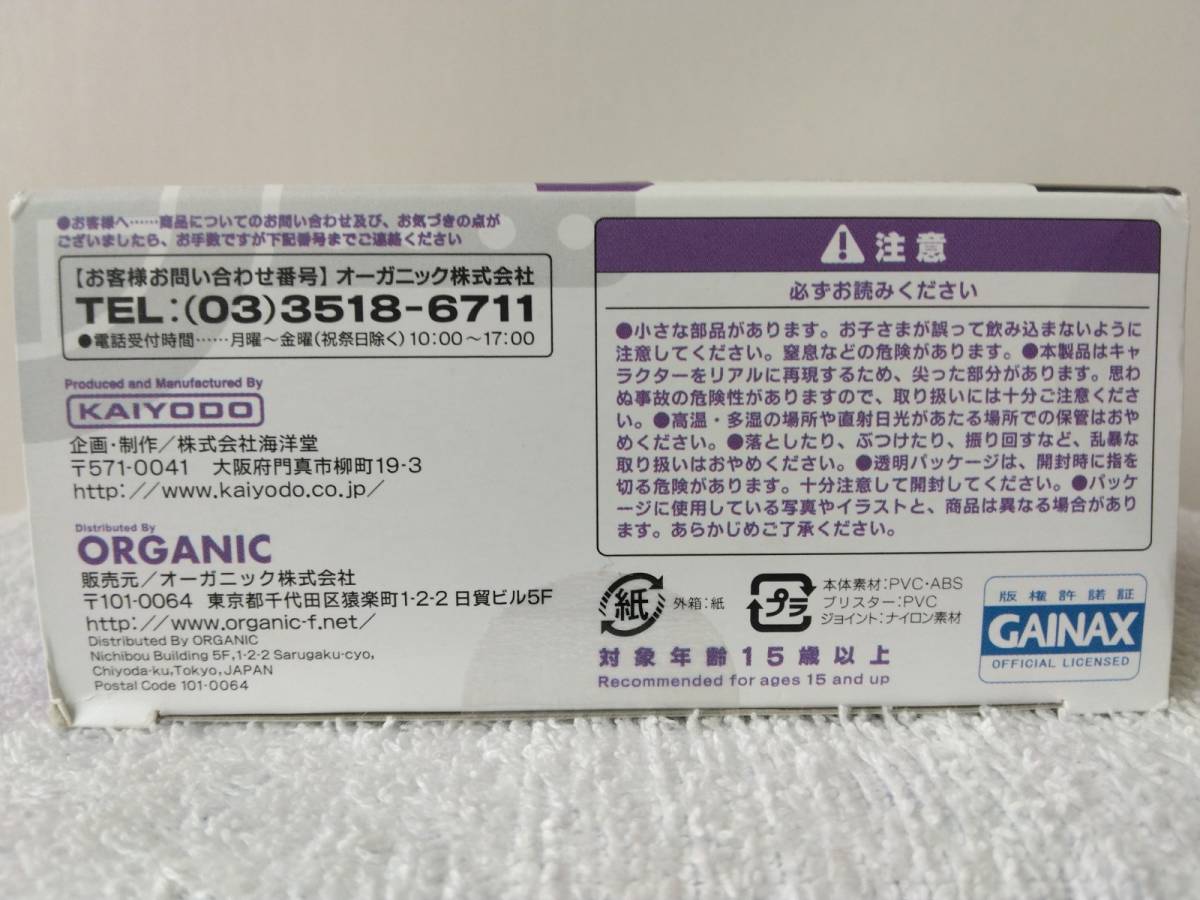 ●お客様へ……商品についてのお問い合わせ及び、お気づきの点が
ございましたら、お手数ですが下記番号までご連絡ください
【お客様お問い合わせ番号】オーガニック株式会社
TEL:(03)3518-6711
●電話受付時間……月曜～金曜(祝祭日除く)10:00～17:00
Produced and Manufactured By
KAIYODO
企画・制作／株式会社海洋堂
〒571-0041 大阪府門真市柳町19-3
http://www.kaiyodo.co.jp/
Distributed By
ORGANIC
販売元／オーガニック株式会社
〒101-0064 東京都千代田区猿楽町1-2-2 日貿ビル5F
http://www.organic-f.net/
Distributed By ORGANIC
Nichibou Building 5F,1-2-2 Sarugaku-cyo,
Chiyoda-ku,Tokyo,JAPAN
Postal Code 101-0064
注意
必ずお読みください
●小さな部品があります。お子さまが誤って飲み込まないように
注意してください。窒息などの危険があります。●本製品はキャ
ラクターをリアルに再現するため、尖った部分があります。思わ
ぬ事故の危険性がありますので、取り扱いには十分ご注意ください
。●高温・多湿の場所や直射日光があたる場所での保管はおや
めください。●落としたり、ぶつけたり、振り回すなど、乱暴な
取り扱いはおやめください。●透明パッケージは、開封時に指を
切る危険があります。十分注意して開封してください。●パッケ
ージに使用している写真やイラストと、商品は異なる場合があり
ます。あらかじめご了承ください。
紙
外箱:紙
プラ
本体素材:PVC・ABS
ブリスター:PVC
ジョイント:ナイロン素材
対象年齢15歳以上
Recommended for ages 15 and up
版権許諾証
GAINAX
OFFICIAL LICENSED